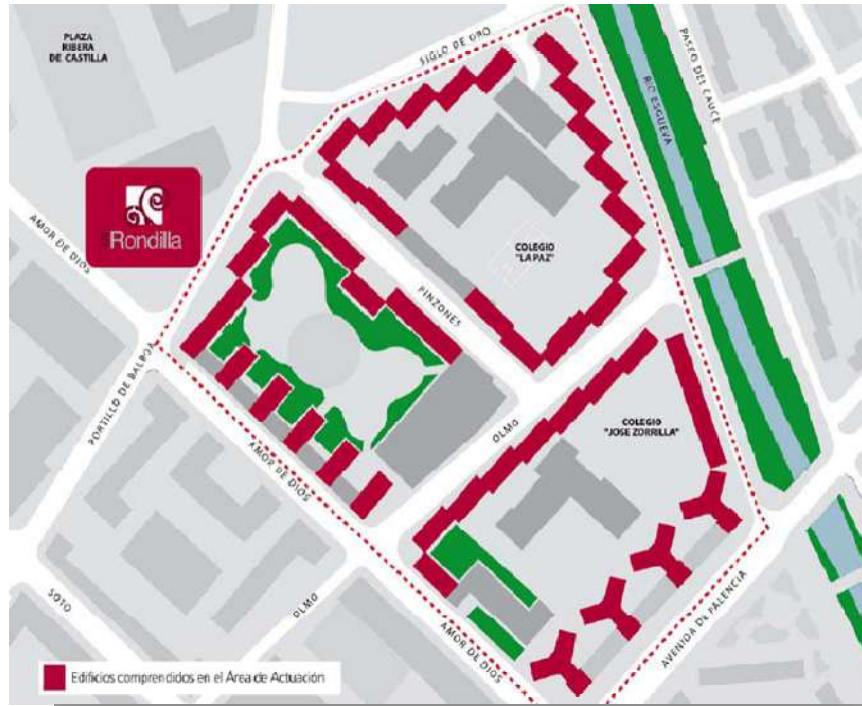 PLAZA
RIBERA
DE CASTILLA
SIGLO DE ORO
PASEO DEL CAUCE
RIO ESGUEVA
Rondilla
AMOR DE DIOS
COLEGIO
"LA PAZ"
PINZONES
PORTILLO DE BALBOA
OLMO
COLEGIO
"JOSE ZORRILLA"
AMOR DE DIOS
SOTO
OLMO
AMOR DE DIOS
AVENIDA DE PALENCIA
Edificios comprendidos en el Área de Actuación